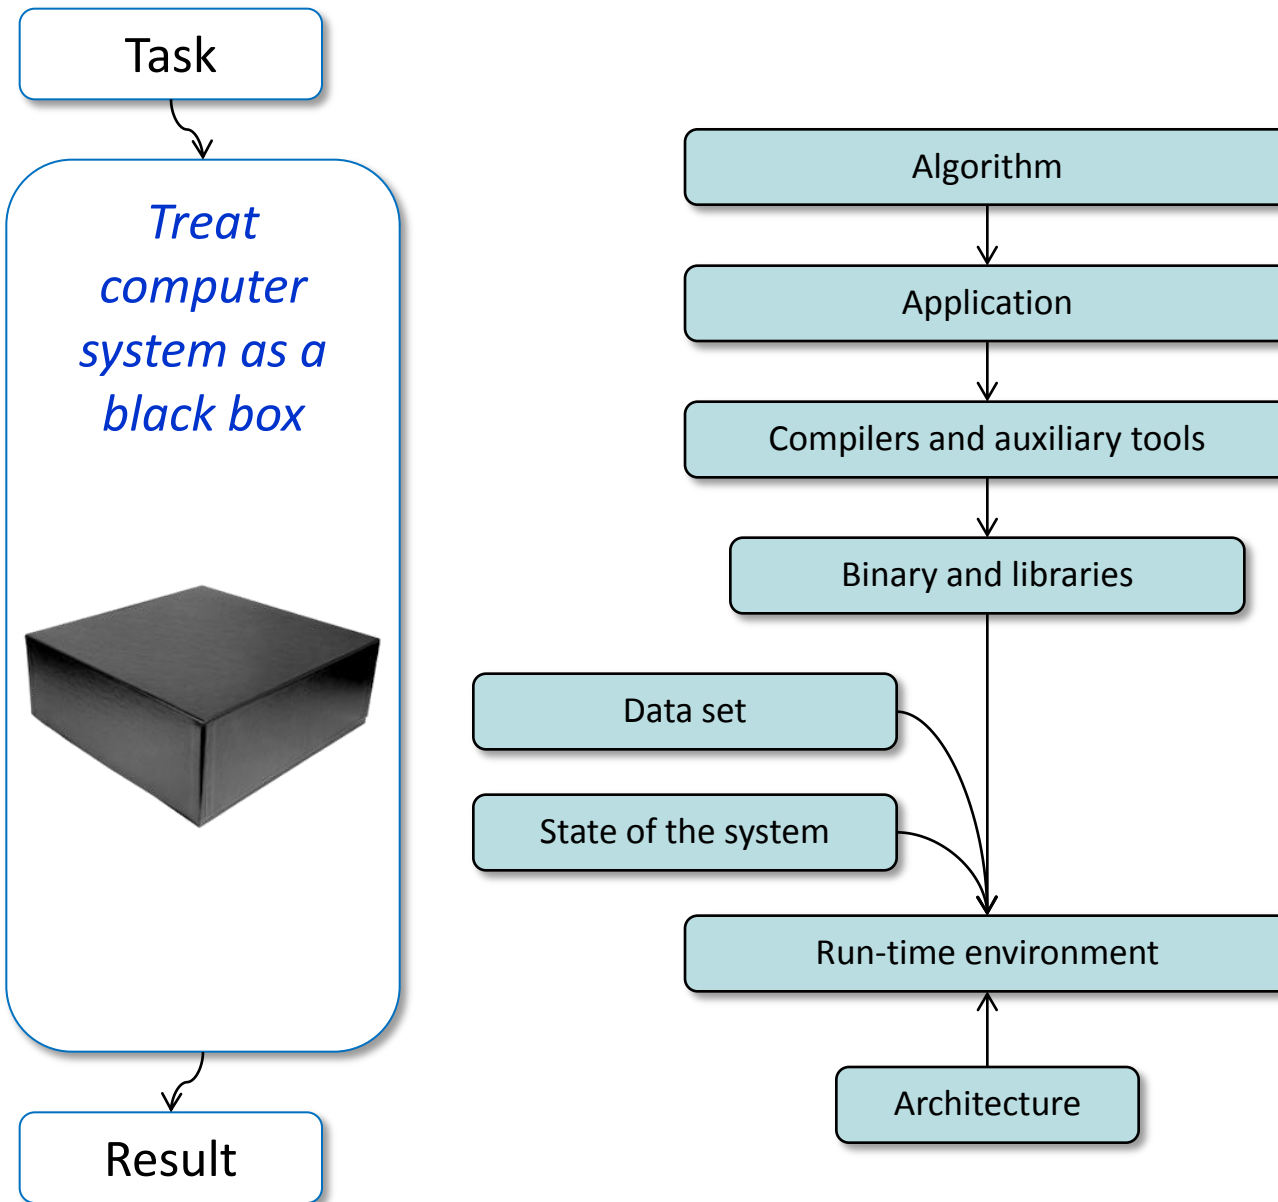 Task
Treat
computer
system as a
black box
Result
Algorithm
Application
Compilers and auxiliary tools
Binary and libraries
Data set
State of the system
Run-time environment
Architecture